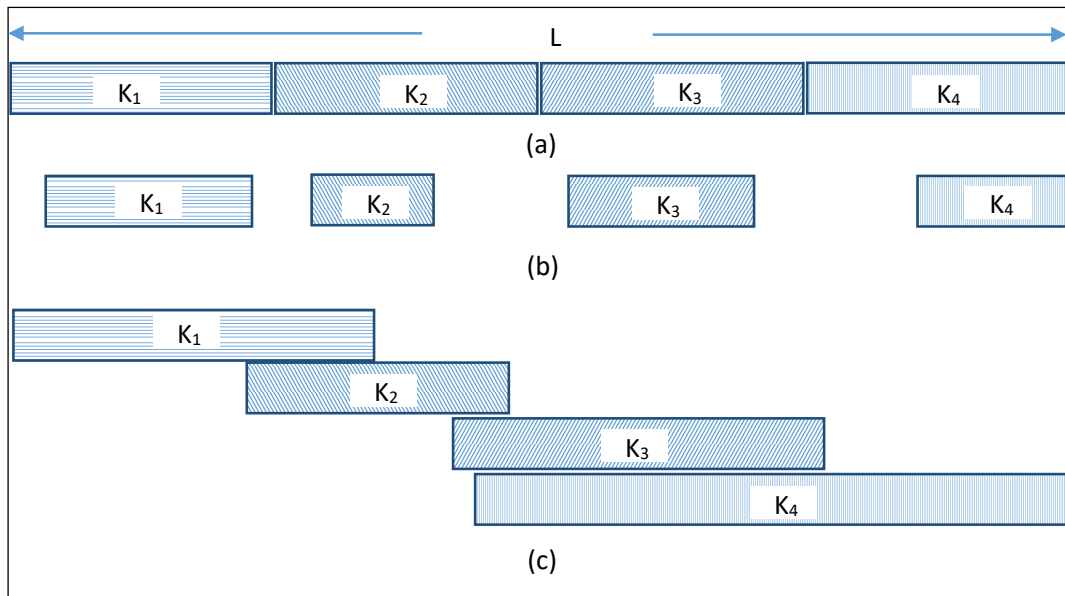 L
K₁ K₂ K₃ K₄
(a)
K₁ K₂ K₃ K₄
(b)
K₁
K₂
K₃
K₄
(c)